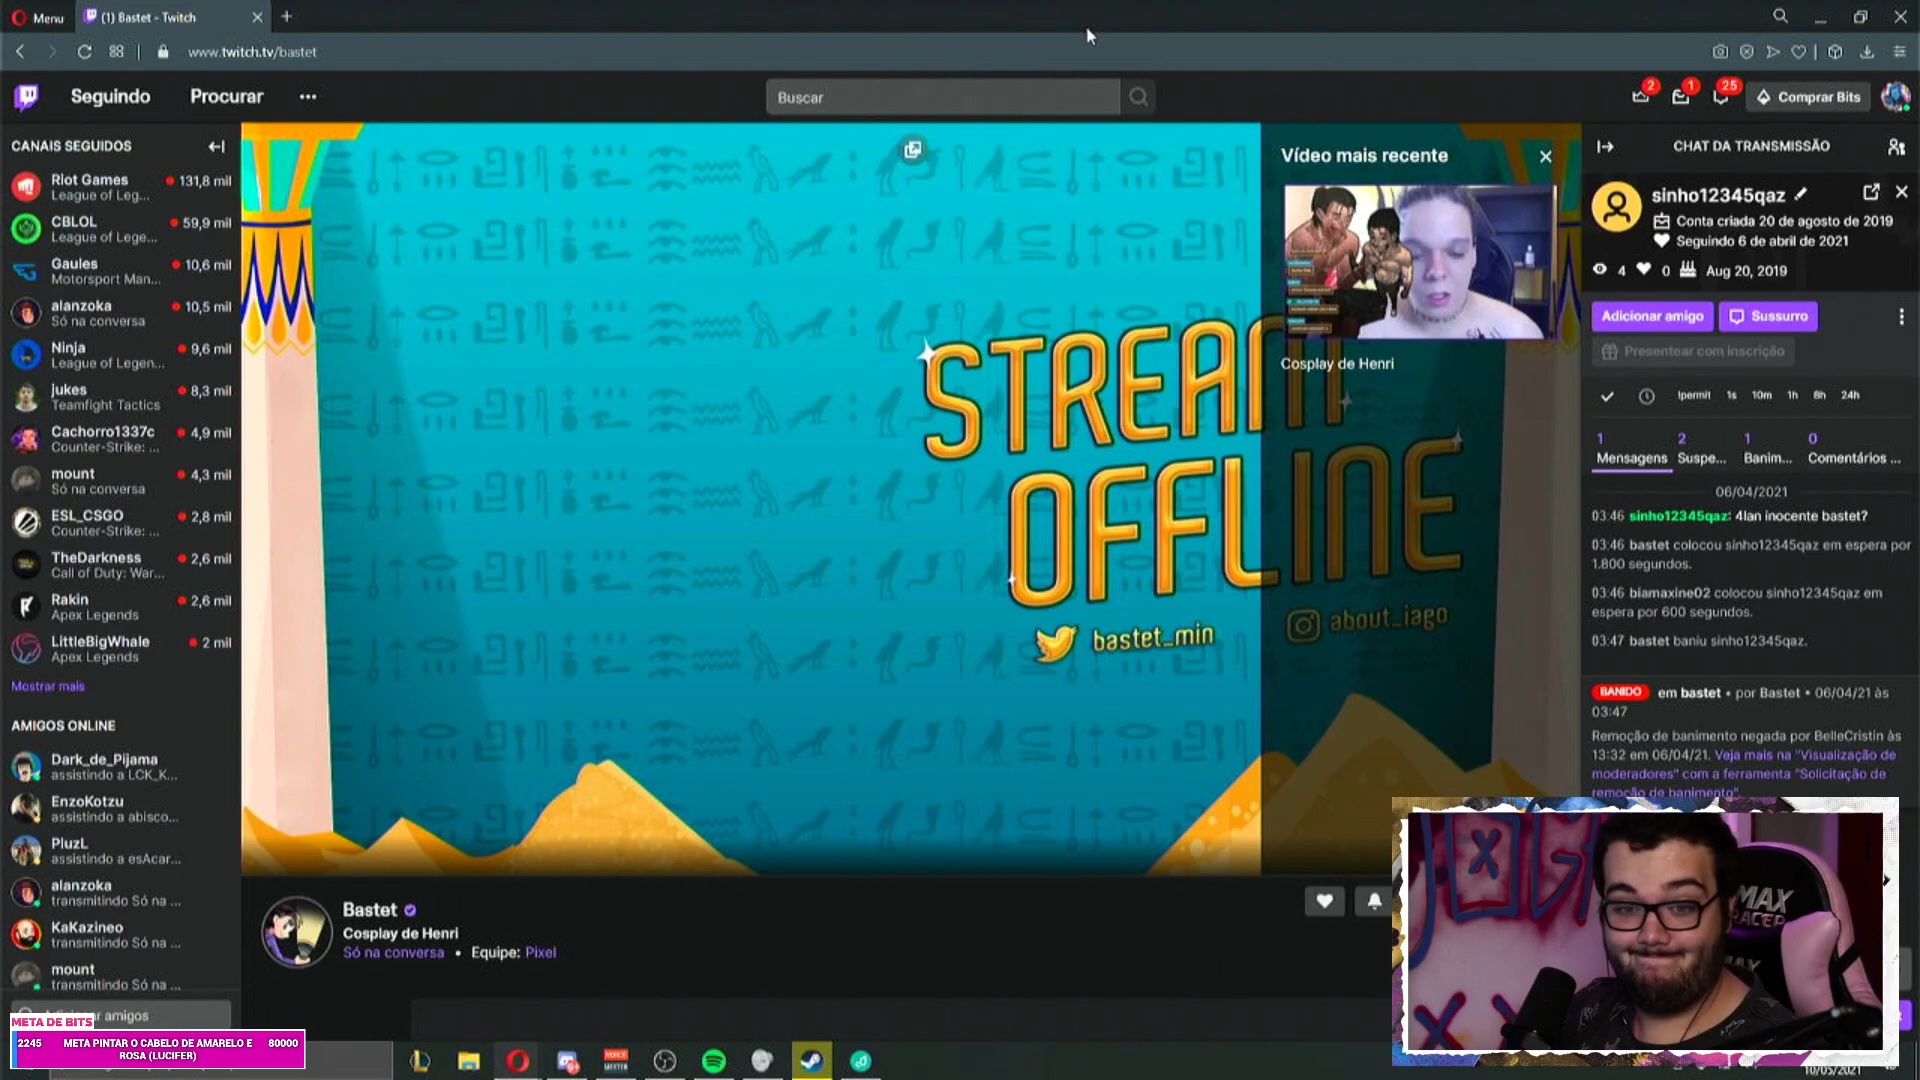 Menu
(1) Bastet - Twitch
www.twitch.tv/bastet
Seguindo
Procurar
Buscar
2
1
25
Comprar Bits
CANAIS SEGUIDOS
Riot Games
131,8 mil
League of Leg...
CBLOL
59,9 mil
League of Lege...
Gaules
10,6 mil
Motorsport Man...
alanzoka
10,5 mil
Só na conversa
Ninja
9,6 mil
League of Legen...
jukes
8,3 mil
Teamfight Tactics
Cachorro1337c
4,9 mil
Counter-Strike: ...
mount
4,3 mil
Só na conversa
ESL_CSGO
2,8 mil
Counter-Strike: ...
TheDarkness
2,6 mil
Call of Duty: War...
Rakin
2,6 mil
Apex Legends
LittleBigWhale
2 mil
Apex Legends
Mostrar mais
AMIGOS ONLINE
Dark_de_Pijama
assistindo a LCK_K...
EnzoKotzu
assistindo a abisco...
PluzL
assistindo a esAcar...
alanzoka
transmitindo Só na ...
KaKazineo
transmitindo Só na ...
mount
transmitindo Só na ...
amigos
META DE BITS
2245 META PINTAR O CABELO DE AMARELO E 80000
ROSA (LUCIFER)
STREAM
OFFLINE
bastet_min
about_iago
Vídeo mais recente
Cosplay de Henri
Bastet
Cosplay de Henri
Só na conversa • Equipe: Pixel
CHAT DA TRANSMISSÃO
sinho12345qaz
Conta criada 20 de agosto de 2019
Seguindo 6 de abril de 2021
4 0 Aug 20, 2019
Adicionar amigo
Sussurro
Presentear com inscrição
!permit 1s 10m 1h 8h 24h
1 2 1 0
Mensagens Suspe... Banim... Comentários ...
06/04/2021
03:46 sinho12345qaz: 4lan inocente bastet?
03:46 bastet colocou sinho12345qaz em espera por
1.800 segundos.
03:46 biamaxine02 colocou sinho12345qaz em
espera por 600 segundos.
03:47 bastet baniu sinho12345qaz.
BANIDO em bastet • por Bastet • 06/04/21 às
03:47
Remoção de banimento negada por BelleCristin às
13:32 em 06/04/21. Veja mais na "Visualização de
moderadores" com a ferramenta "Solicitação de
remoção de banimento".
MAX
RACER
MAX
10/05/2021